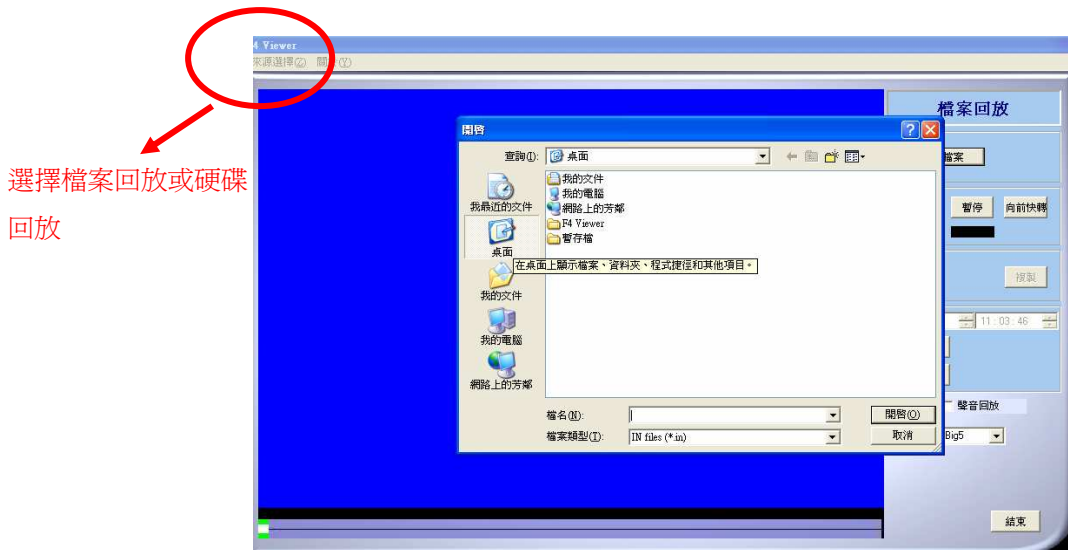 4 Viewer
來源選擇(Z) 關於(Y)
選擇檔案回放或硬碟
回放
檔案回放
檔案
暫停
向前快轉
複製
11:03:46
聲音回放
Big5
結束
開啓
查詢(I):
桌面
我最近的文件
桌面
我的文件
我的電腦
網路上的芳鄰
我的文件
我的電腦
網路上的芳鄰
F4 Viewer
暫存檔
在桌面上顯示檔案、資料夾、程式捷徑和其他項目。
檔名(N):
開啓(O)
檔案類型(T):
IN files (*.in)
取消